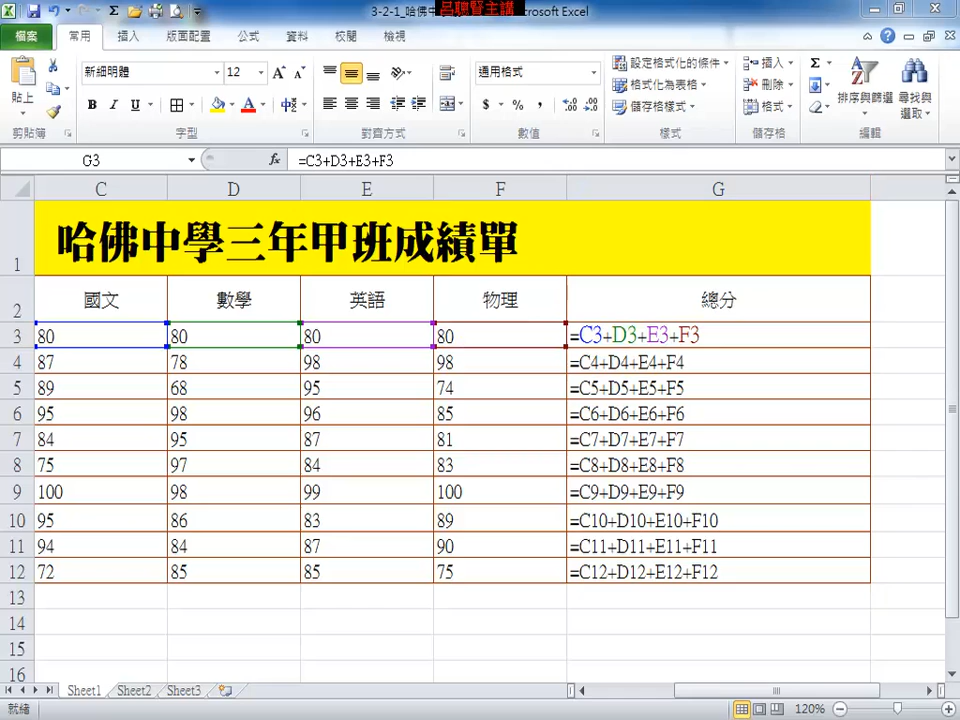 3-2-1_哈佛中
呂聰賢主講
rosoft Excel
檔案 常用 插入 版面配置 公式 資料 校閱 檢視
貼上
剪貼簿
新細明體 12
B I U
字型
對齊方式
通用格式
$ % ,
數值
設定格式化的條件
格式化為表格
儲存格樣式
樣式
插入
刪除
格式
儲存格
排序與篩選
尋找與
選取
編輯
G3 fx =C3+D3+E3+F3
C D E F G
1 哈佛中學三年甲班成績單
2 國文 數學 英語 物理 總分
3 80 80 80 80 =C3+D3+E3+F3
4 87 78 98 98 =C4+D4+E4+F4
5 89 68 95 74 =C5+D5+E5+F5
6 95 98 96 85 =C6+D6+E6+F6
7 84 95 87 81 =C7+D7+E7+F7
8 75 97 84 83 =C8+D8+E8+F8
9 100 98 99 100 =C9+D9+E9+F9
10 95 86 83 89 =C10+D10+E10+F10
11 94 84 87 90 =C11+D11+E11+F11
12 72 85 85 75 =C12+D12+E12+F12
13
14
15
16
Sheet1 Sheet2 Sheet3
就緒 120%